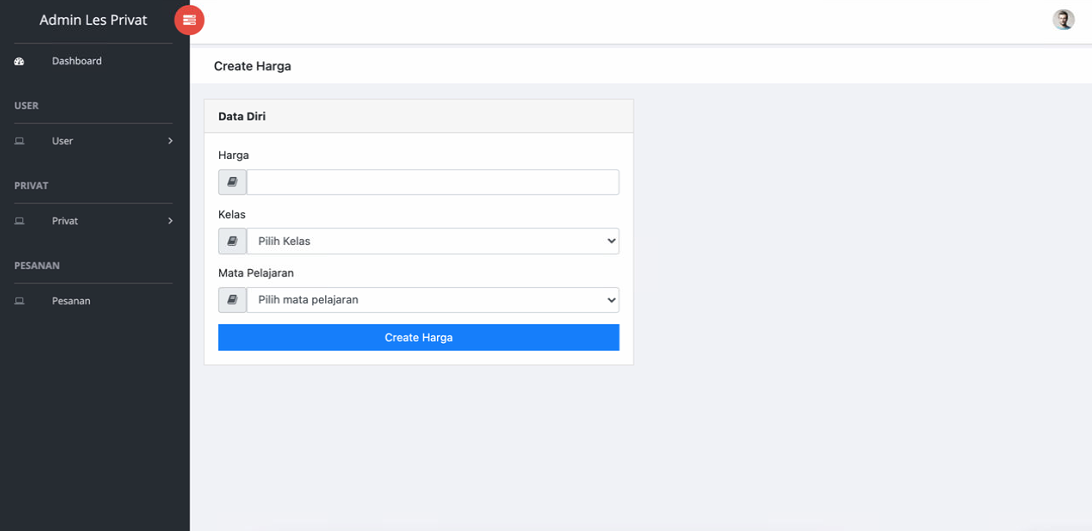 Admin Les Privat
Dashboard
USER
User
PRIVAT
Privat
PESANAN
Pesanan
Create Harga
Data Diri
Harga
Kelas
Pilih Kelas
Mata Pelajaran
Pilih mata pelajaran
Create Harga